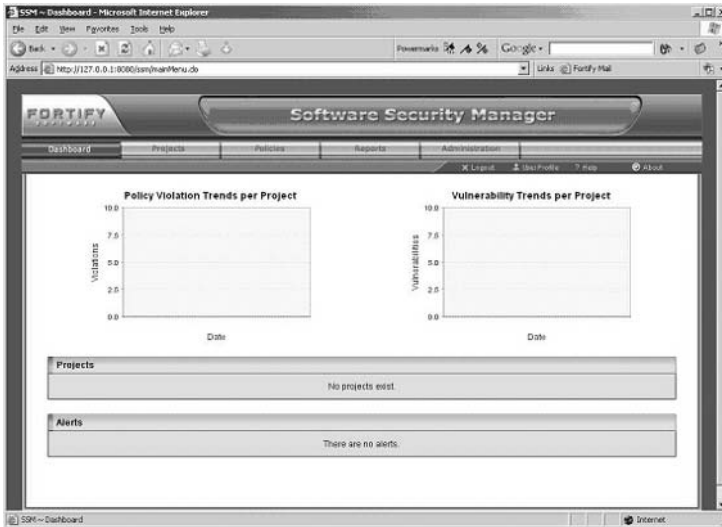 SSM ~ Dashboard - Microsoft Internet Explorer
File Edit View Favorites Tools Help
Back Powermarks Google
Address http://127.0.0.1:8080/ssm/mainMenu.do Links Fortify Mail
FORTIFY
Software Security Manager
Dashboard Projects Policies Reports Administration
X Logout User Profile ? Help About
Policy Violation Trends per Project
10.0
7.5
5.0
2.5
0.0
Violations
Date
Vulnerability Trends per Project
10.0
7.5
5.0
2.5
0.0
Vulnerabilities
Date
Projects
No projects exist.
Alerts
There are no alerts.
SSM ~ Dashboard Internet